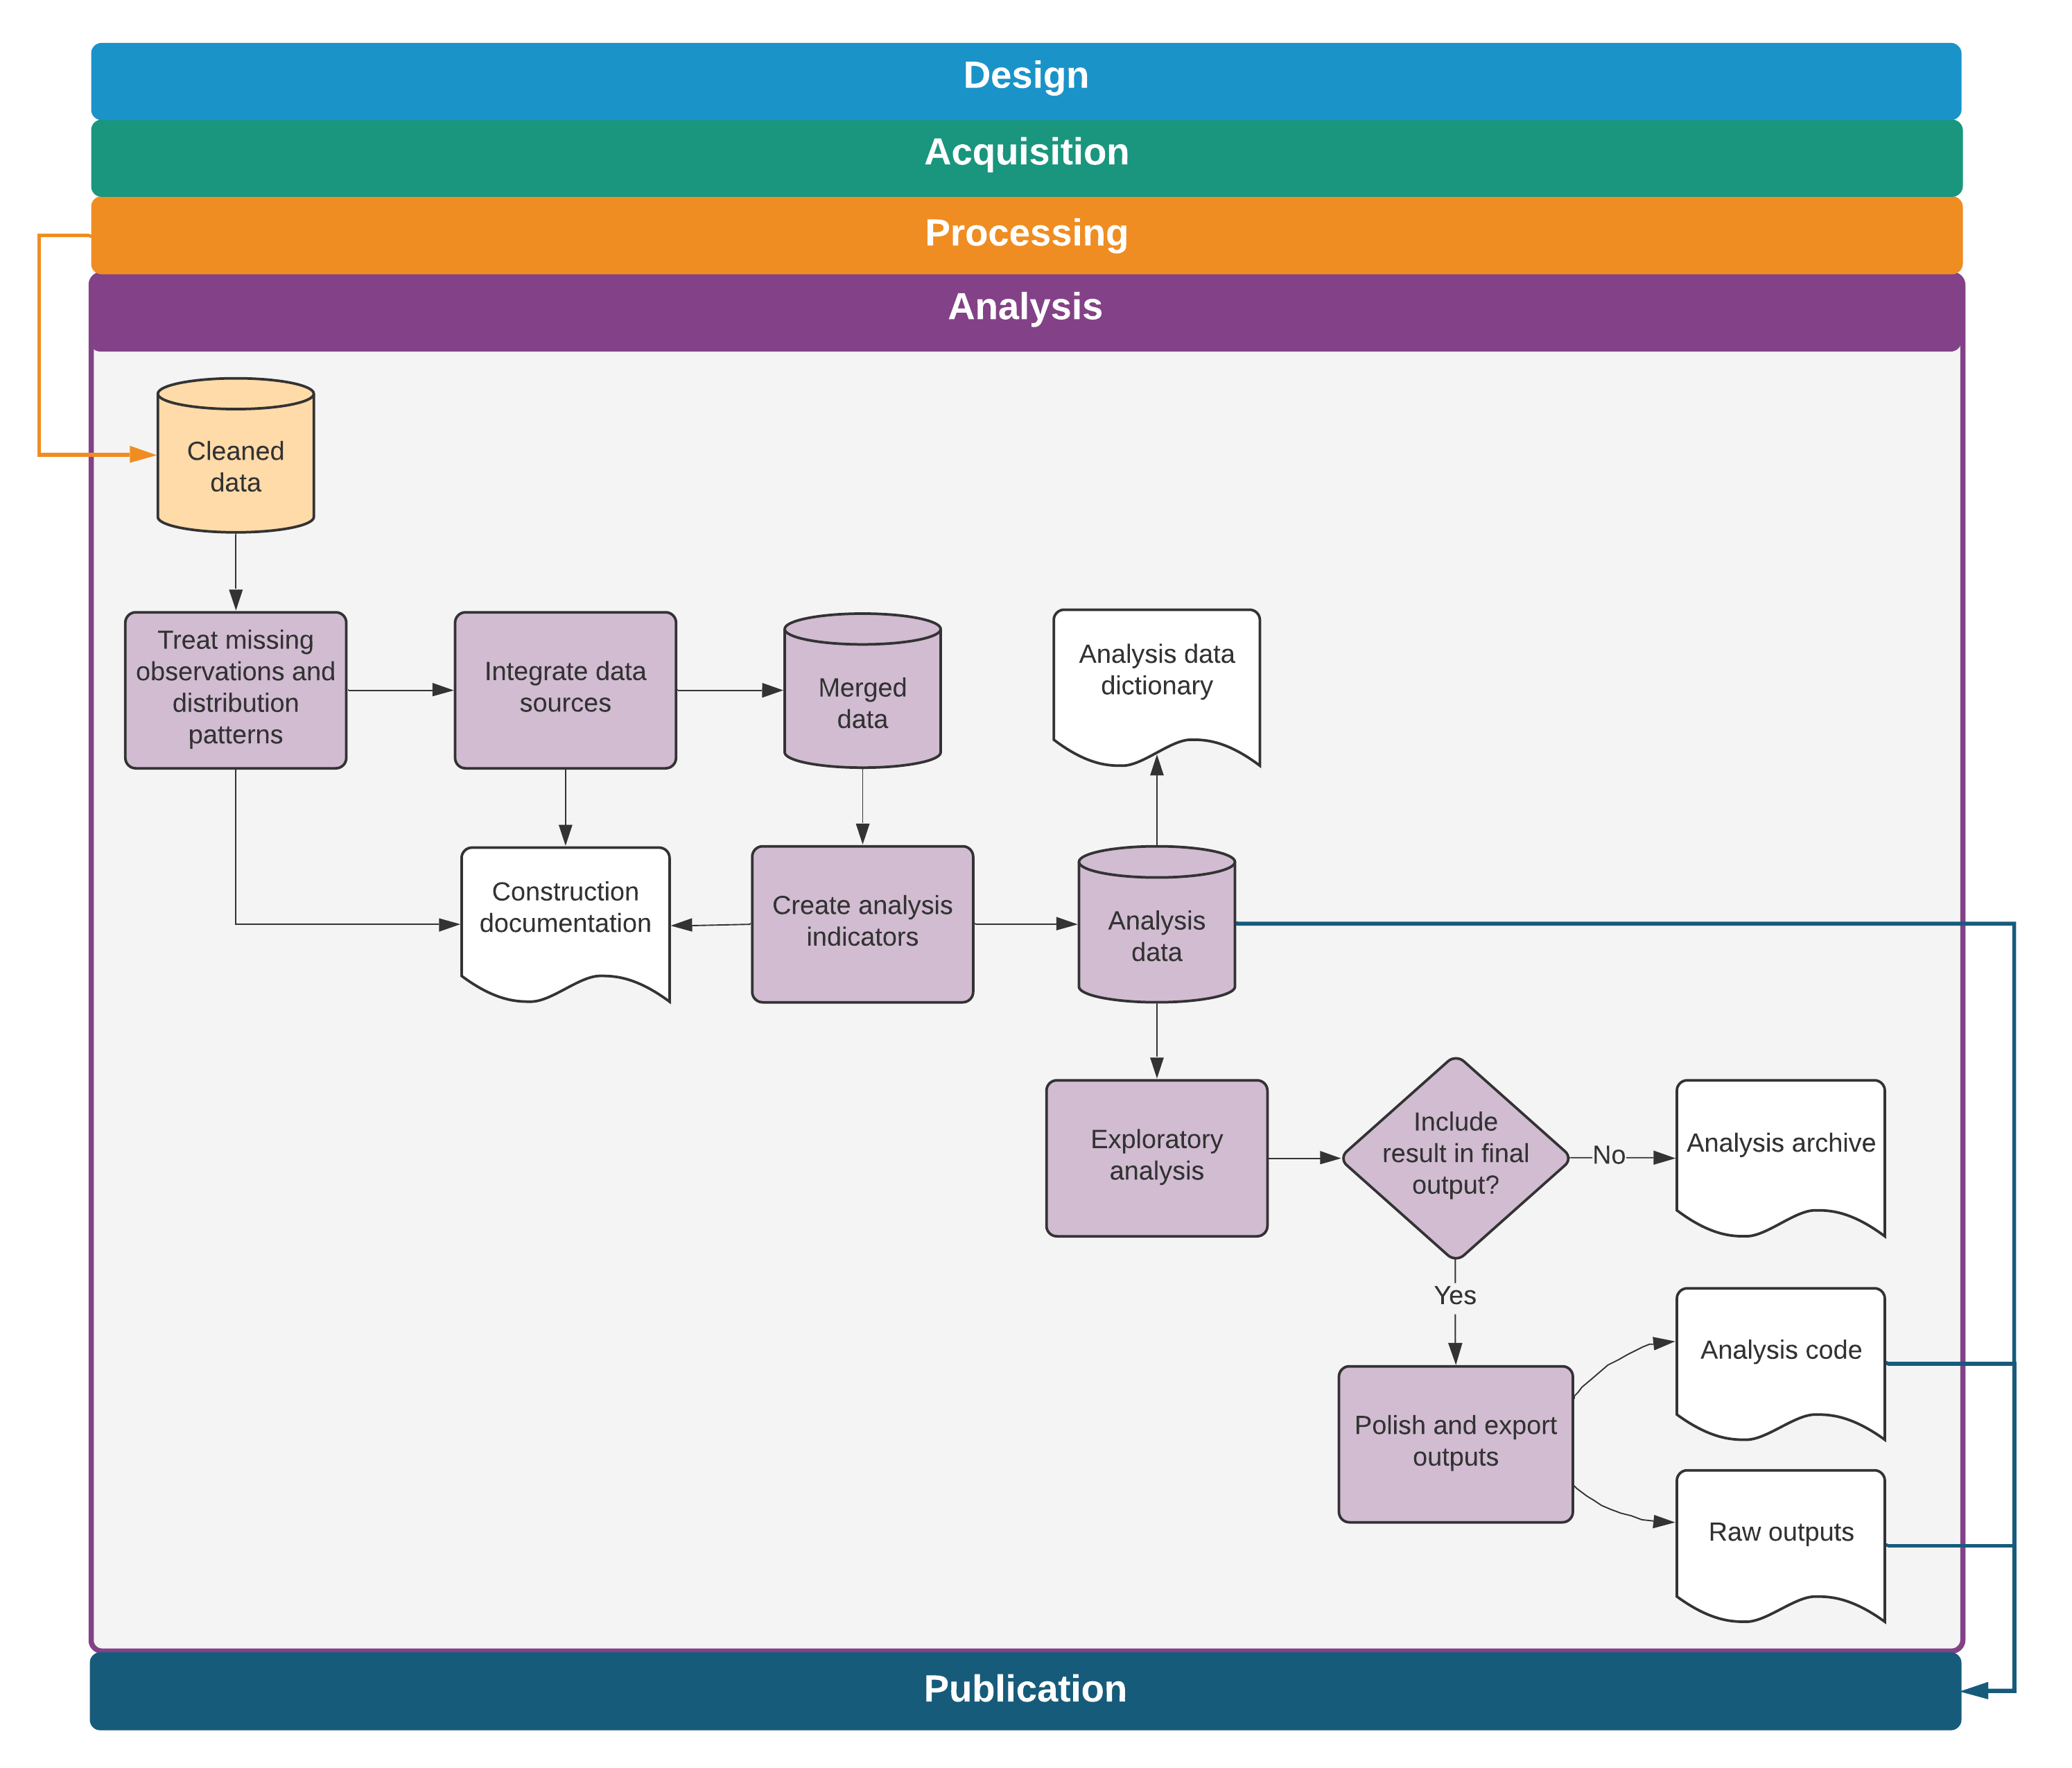 Design
Acquisition
Processing
Analysis
Cleaned
data
Treat missing
observations and
distribution
patterns
Integrate data
sources
Merged
data
Analysis data
dictionary
Construction
documentation
Create analysis
indicators
Analysis
data
Exploratory
analysis
Include
result in final
output?
No
Analysis archive
Yes
Analysis code
Polish and export
outputs
Raw outputs
Publication